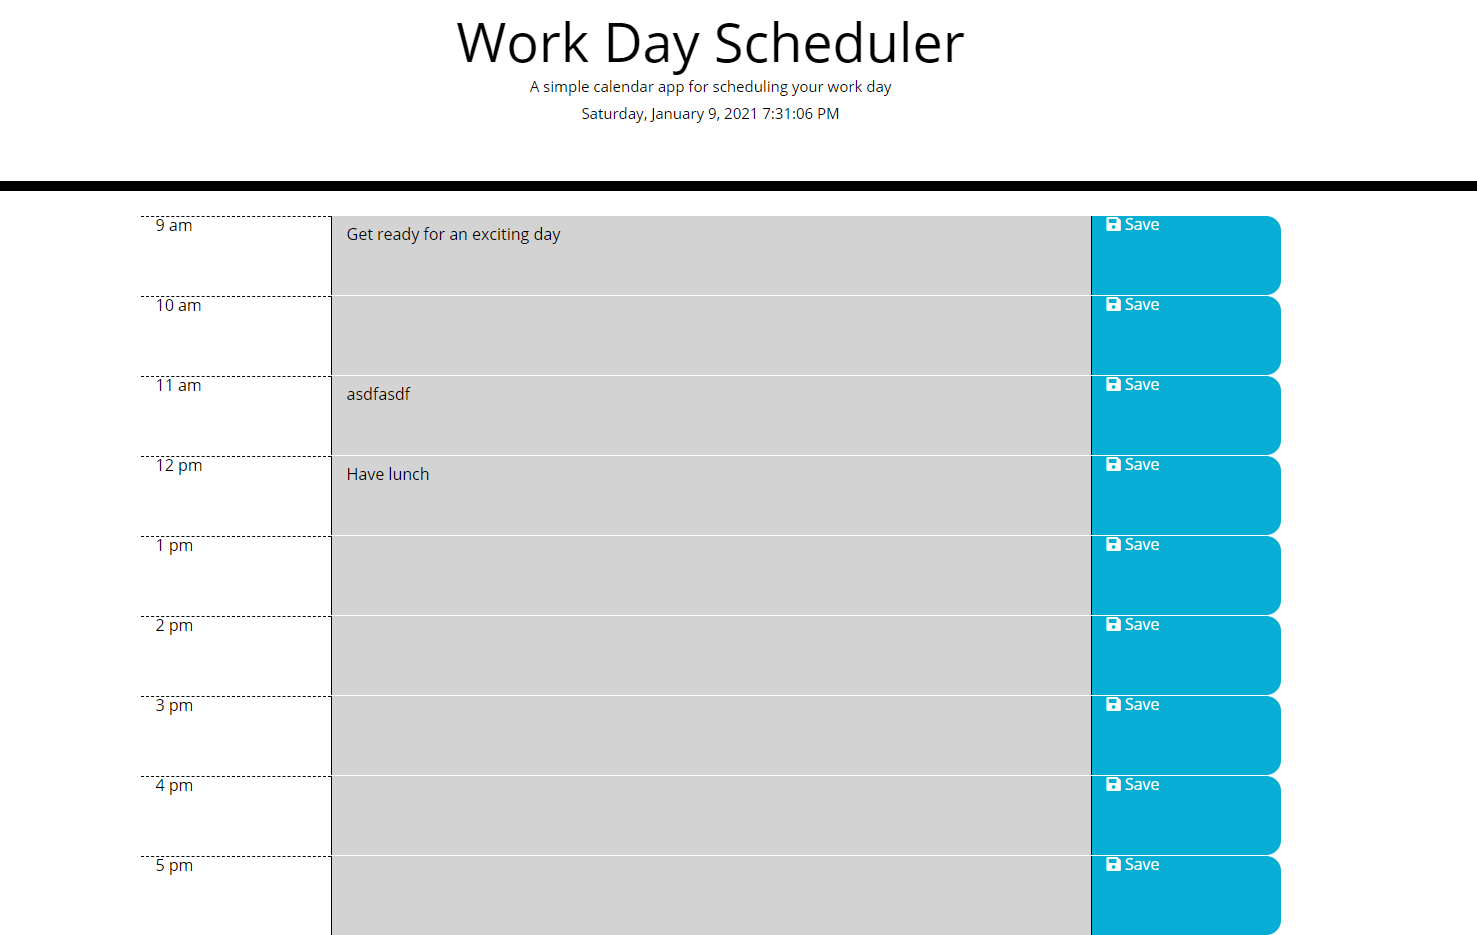 Work Day Scheduler
A simple calendar app for scheduling your work day
Saturday, January 9, 2021 7:31:06 PM
9 am Get ready for an exciting day Save
10 am Save
11 am asdfasdf Save
12 pm Have lunch Save
1 pm Save
2 pm Save
3 pm Save
4 pm Save
5 pm Save